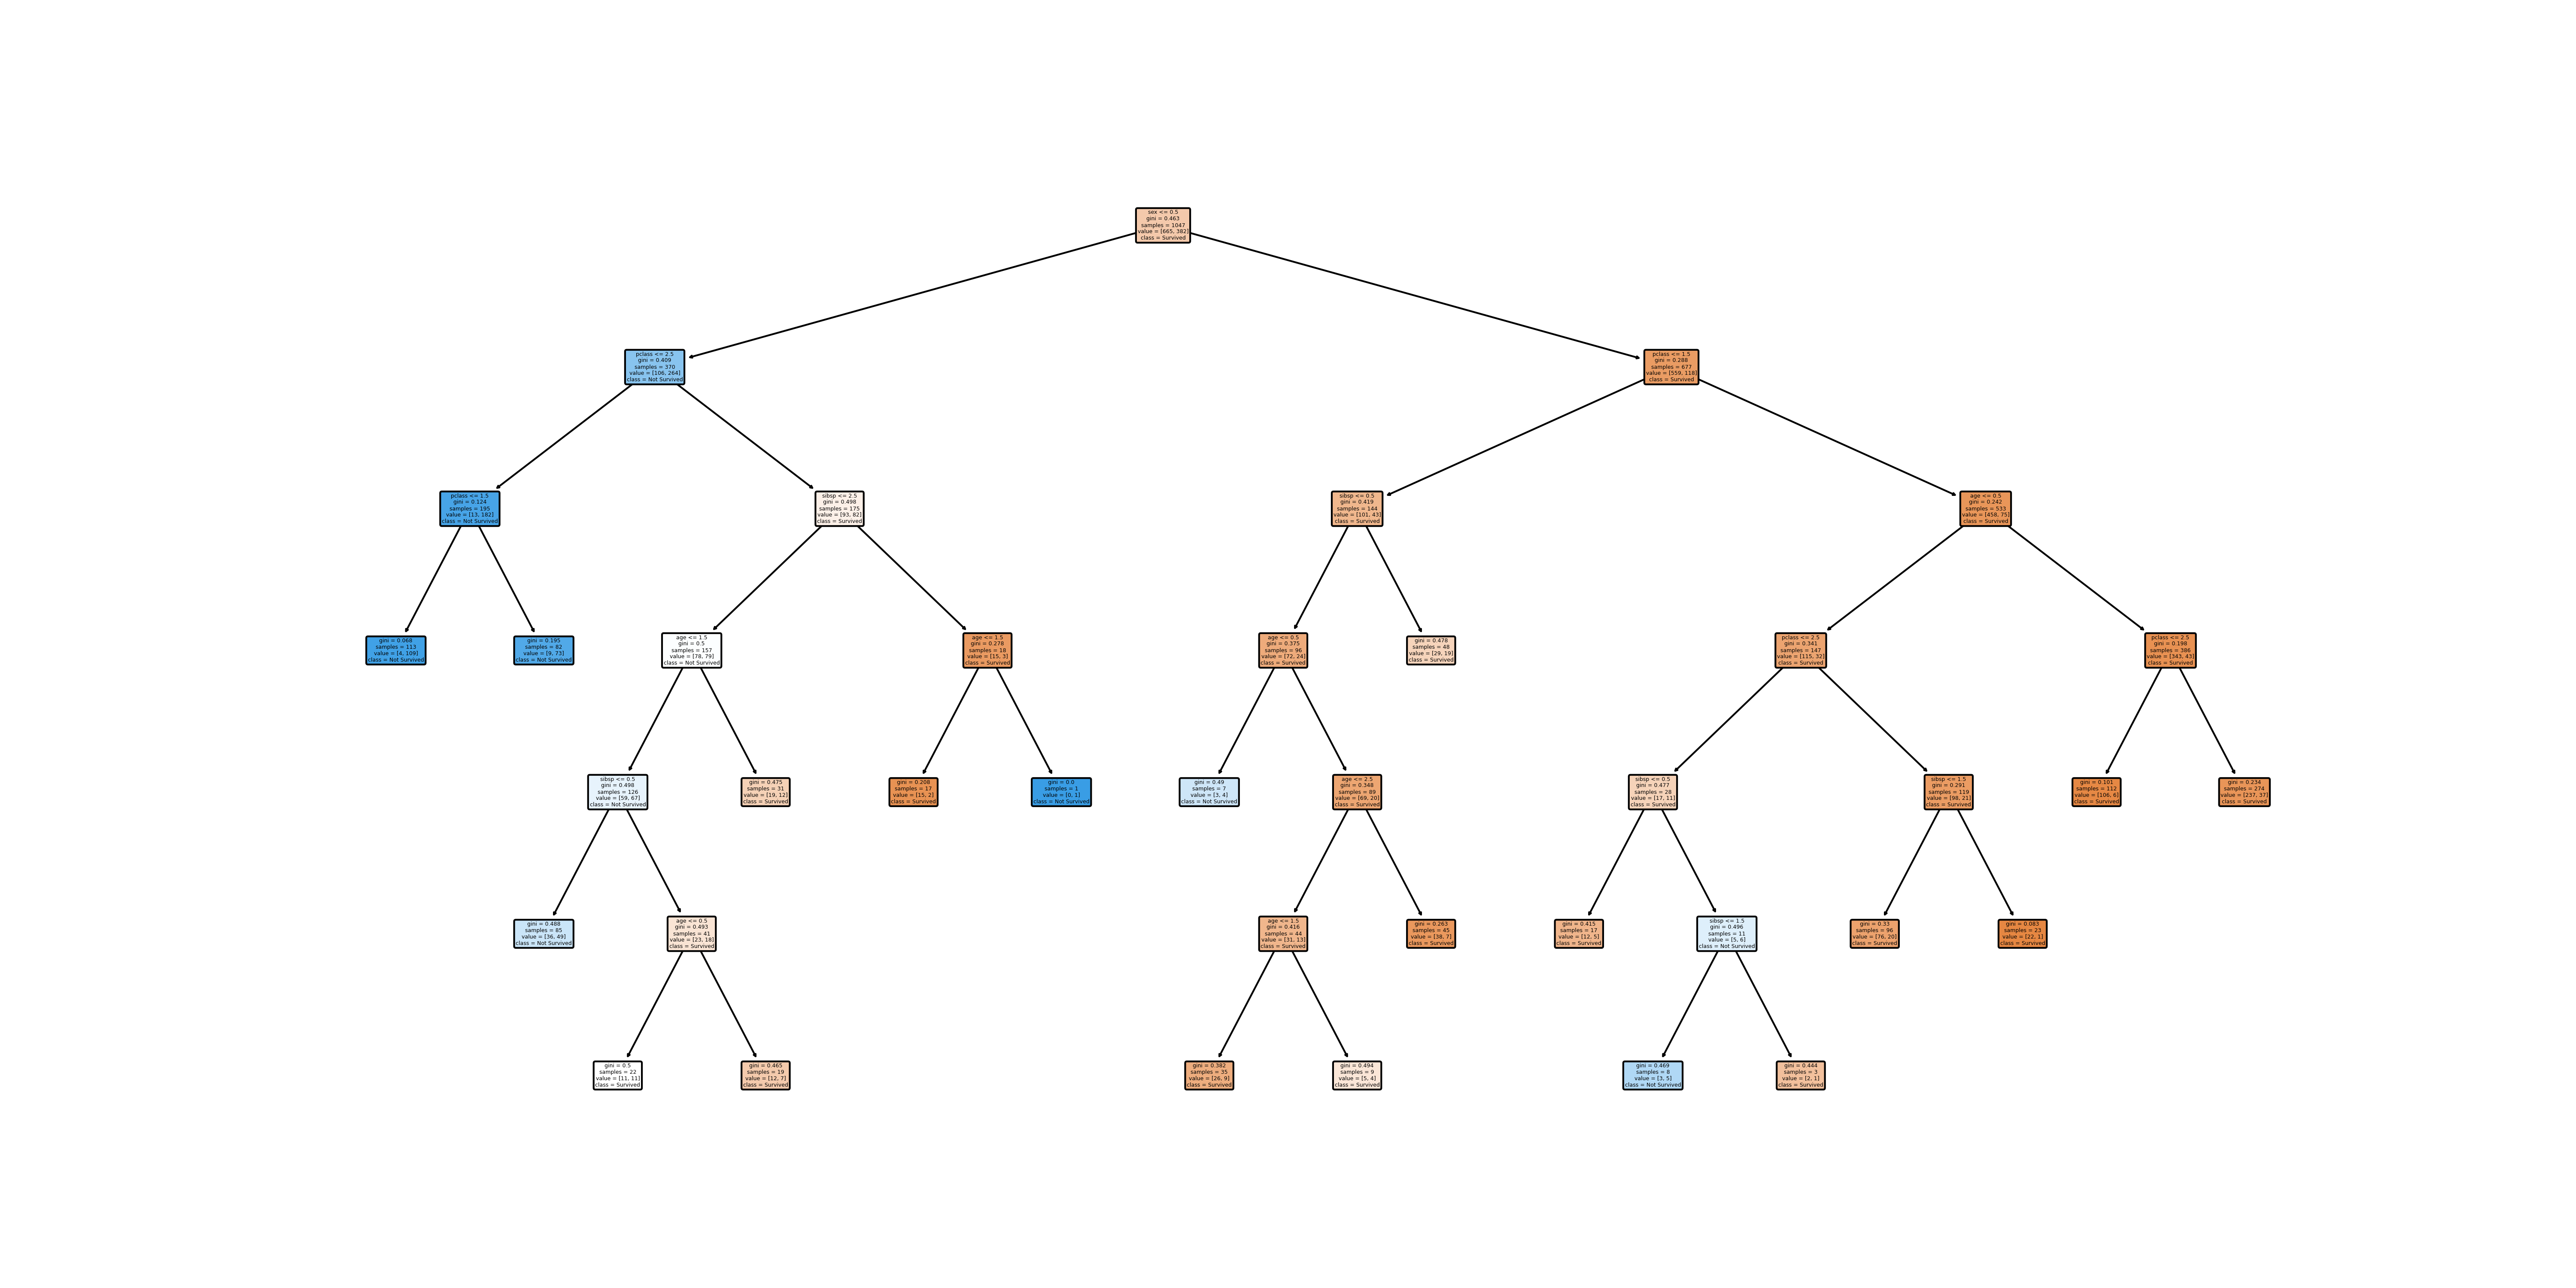 sex <= 0.5
gini = 0.463
samples = 1047
value = [665, 382]
class = Survived
pclass <= 2.5
gini = 0.409
samples = 370
value = [106, 264]
class = Not Survived
pclass <= 1.5
gini = 0.288
samples = 677
value = [559, 118]
class = Survived
pclass <= 1.5
gini = 0.124
samples = 195
value = [13, 182]
class = Not Survived
sibsp <= 2.5
gini = 0.498
samples = 175
value = [93, 82]
class = Survived
sibsp <= 0.5
gini = 0.419
samples = 144
value = [101, 43]
class = Survived
age <= 0.5
gini = 0.242
samples = 533
value = [458, 75]
class = Survived
gini = 0.068
samples = 113
value = [4, 109]
class = Not Survived
gini = 0.195
samples = 82
value = [9, 73]
class = Not Survived
age <= 1.5
gini = 0.5
samples = 157
value = [78, 79]
class = Not Survived
age <= 1.5
gini = 0.278
samples = 18
value = [15, 3]
class = Survived
age <= 0.5
gini = 0.375
samples = 96
value = [72, 24]
class = Survived
gini = 0.478
samples = 48
value = [29, 19]
class = Survived
pclass <= 2.5
gini = 0.341
samples = 147
value = [115, 32]
class = Survived
pclass <= 2.5
gini = 0.198
samples = 386
value = [343, 43]
class = Survived
sibsp <= 0.5
gini = 0.498
samples = 126
value = [59, 67]
class = Not Survived
gini = 0.475
samples = 31
value = [19, 12]
class = Survived
gini = 0.208
samples = 17
value = [15, 2]
class = Survived
gini = 0.0
samples = 1
value = [0, 1]
class = Not Survived
gini = 0.49
samples = 7
value = [3, 4]
class = Not Survived
age <= 2.5
gini = 0.348
samples = 89
value = [69, 20]
class = Survived
sibsp <= 0.5
gini = 0.477
samples = 28
value = [17, 11]
class = Survived
sibsp <= 1.5
gini = 0.291
samples = 119
value = [98, 21]
class = Survived
gini = 0.101
samples = 112
value = [106, 6]
class = Survived
gini = 0.234
samples = 274
value = [237, 37]
class = Survived
gini = 0.488
samples = 85
value = [36, 49]
class = Not Survived
age <= 0.5
gini = 0.493
samples = 41
value = [23, 18]
class = Survived
age <= 1.5
gini = 0.416
samples = 44
value = [31, 13]
class = Survived
gini = 0.263
samples = 45
value = [38, 7]
class = Survived
gini = 0.415
samples = 17
value = [12, 5]
class = Survived
sibsp <= 1.5
gini = 0.496
samples = 11
value = [5, 6]
class = Not Survived
gini = 0.33
samples = 96
value = [76, 20]
class = Survived
gini = 0.083
samples = 23
value = [22, 1]
class = Survived
gini = 0.5
samples = 22
value = [11, 11]
class = Survived
gini = 0.465
samples = 19
value = [12, 7]
class = Survived
gini = 0.382
samples = 35
value = [26, 9]
class = Survived
gini = 0.494
samples = 9
value = [5, 4]
class = Survived
gini = 0.469
samples = 8
value = [3, 5]
class = Not Survived
gini = 0.444
samples = 3
value = [2, 1]
class = Survived